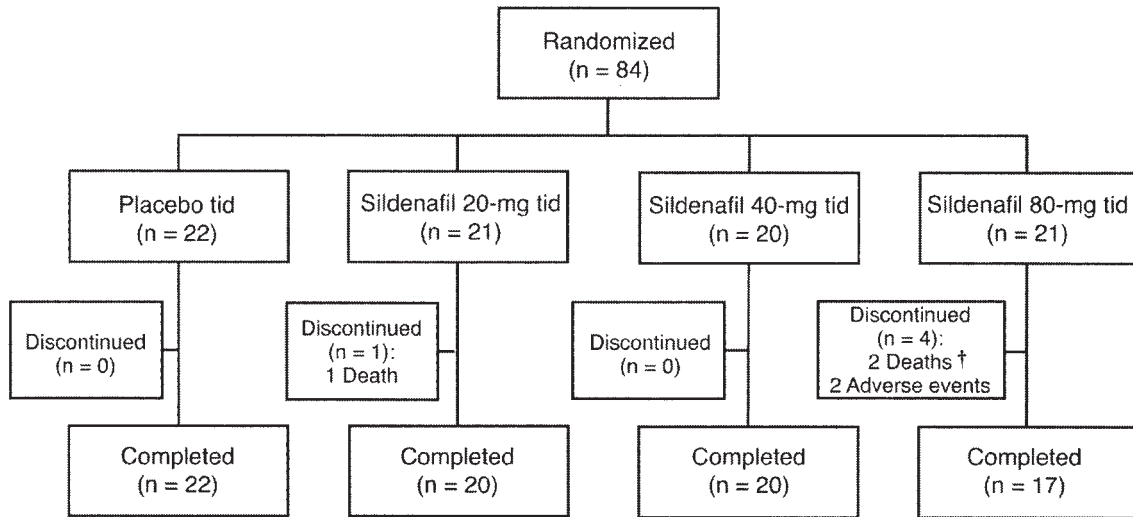 Randomized
(n = 84)
Placebo tid
(n = 22)
Sildenafil 20-mg tid
(n = 21)
Sildenafil 40-mg tid
(n = 20)
Sildenafil 80-mg tid
(n = 21)
Discontinued
(n = 0)
Discontinued
(n = 1):
1 Death
Discontinued
(n = 0)
Discontinued
(n = 4):
2 Deaths †
2 Adverse events
Completed
(n = 22)
Completed
(n = 20)
Completed
(n = 20)
Completed
(n = 17)